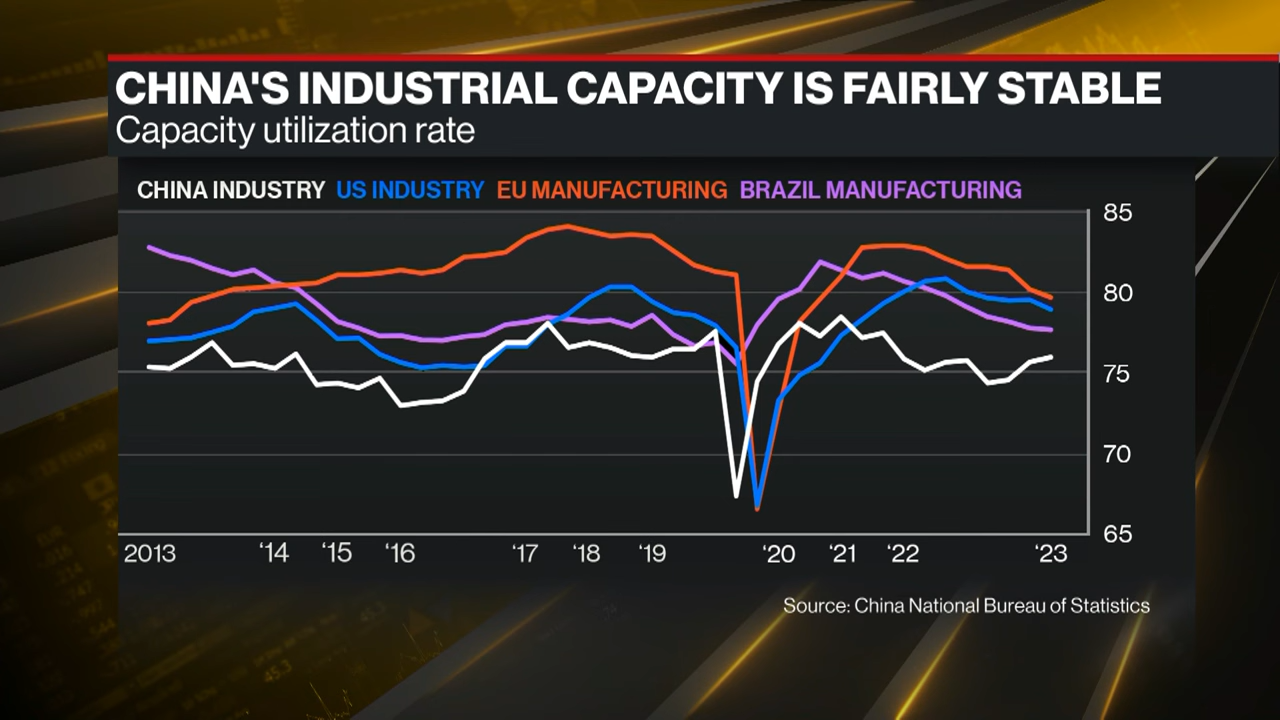 CHINA'S INDUSTRIAL CAPACITY IS FAIRLY STABLE
Capacity utilization rate
CHINA INDUSTRY US INDUSTRY EU MANUFACTURING BRAZIL MANUFACTURING
85
80
75
70
65
2013 ‘14 ‘15 ‘16 ‘17 ‘18 ‘19 ‘20 ‘21 ‘22 ‘23
Source: China National Bureau of Statistics
45.3